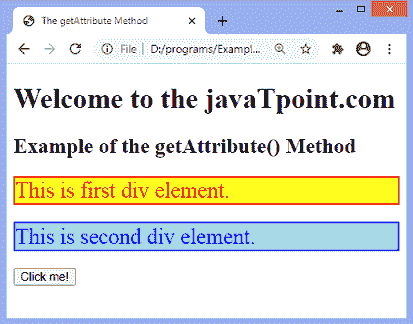 The getAttribute Method
File | D:/programs/Exampl...
Welcome to the javaTpoint.com
Example of the getAttribute() Method
This is first div element.
This is second div element.
Click me!